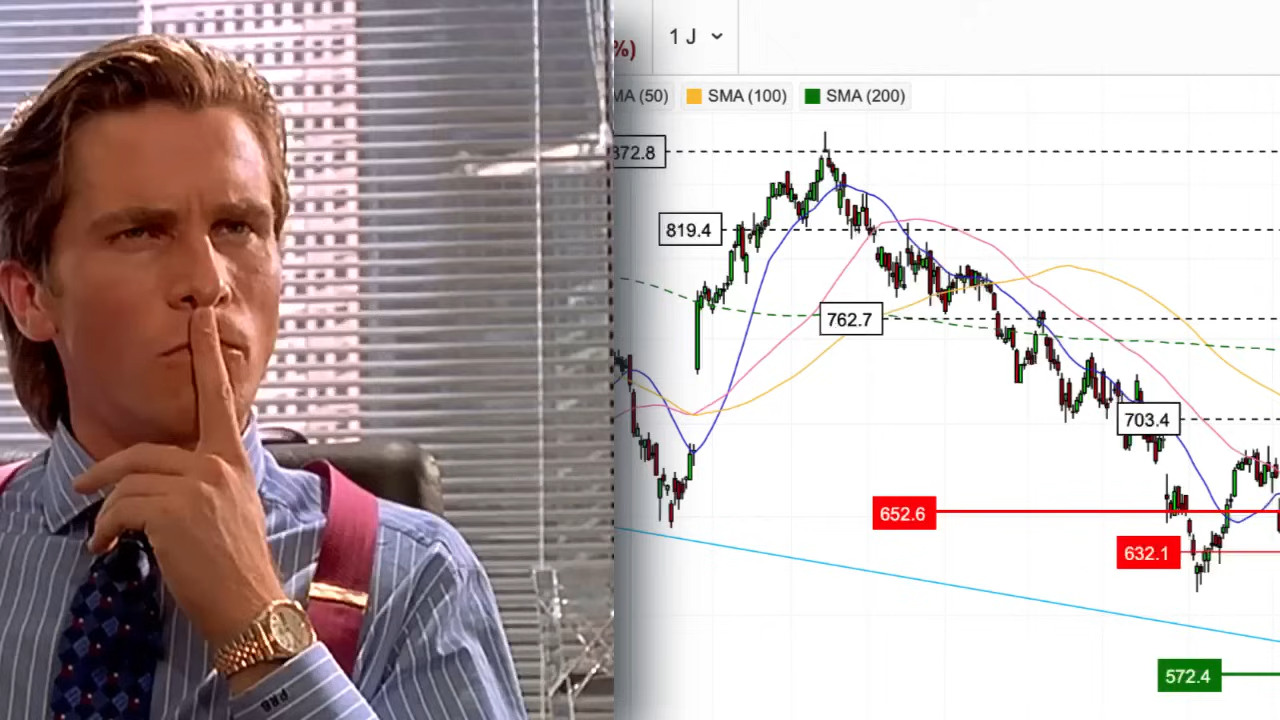 %)
1 J
MA (50)
SMA (100)
SMA (200)
872.8
819.4
762.7
703.4
652.6
632.1
572.4